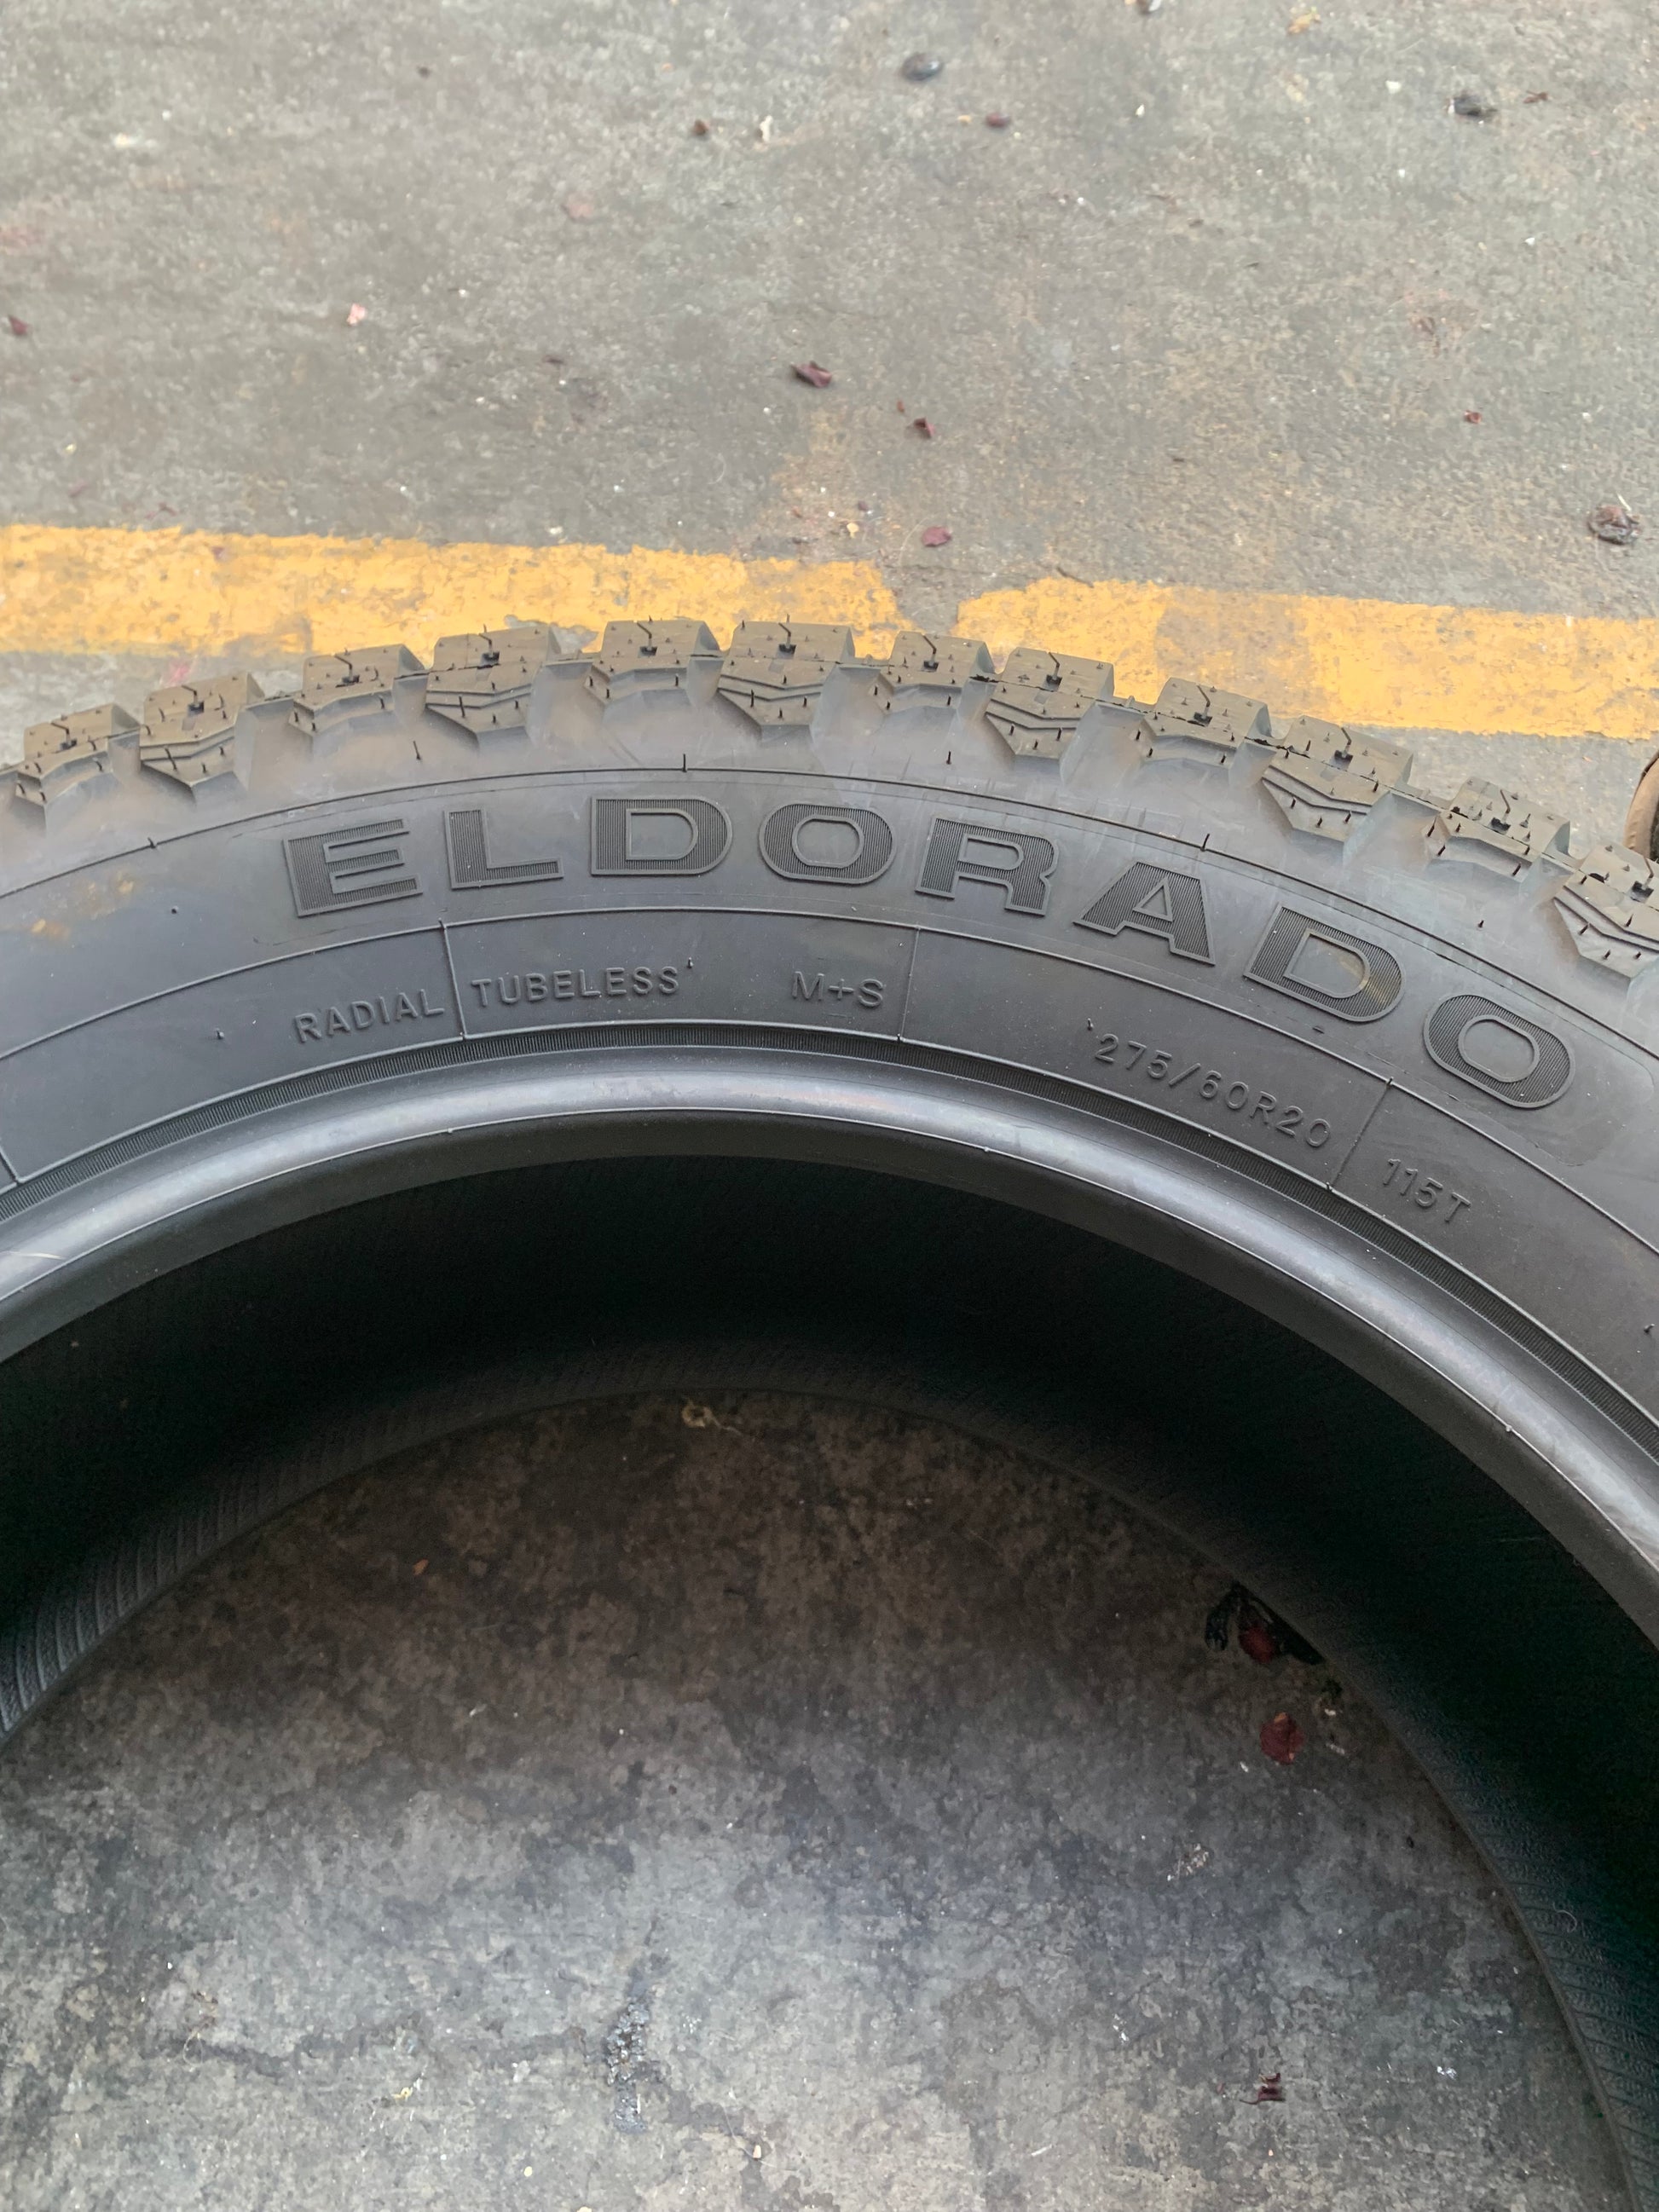 ELDORADO
RADIAL TUBELESS M+S 275/60R20 115T